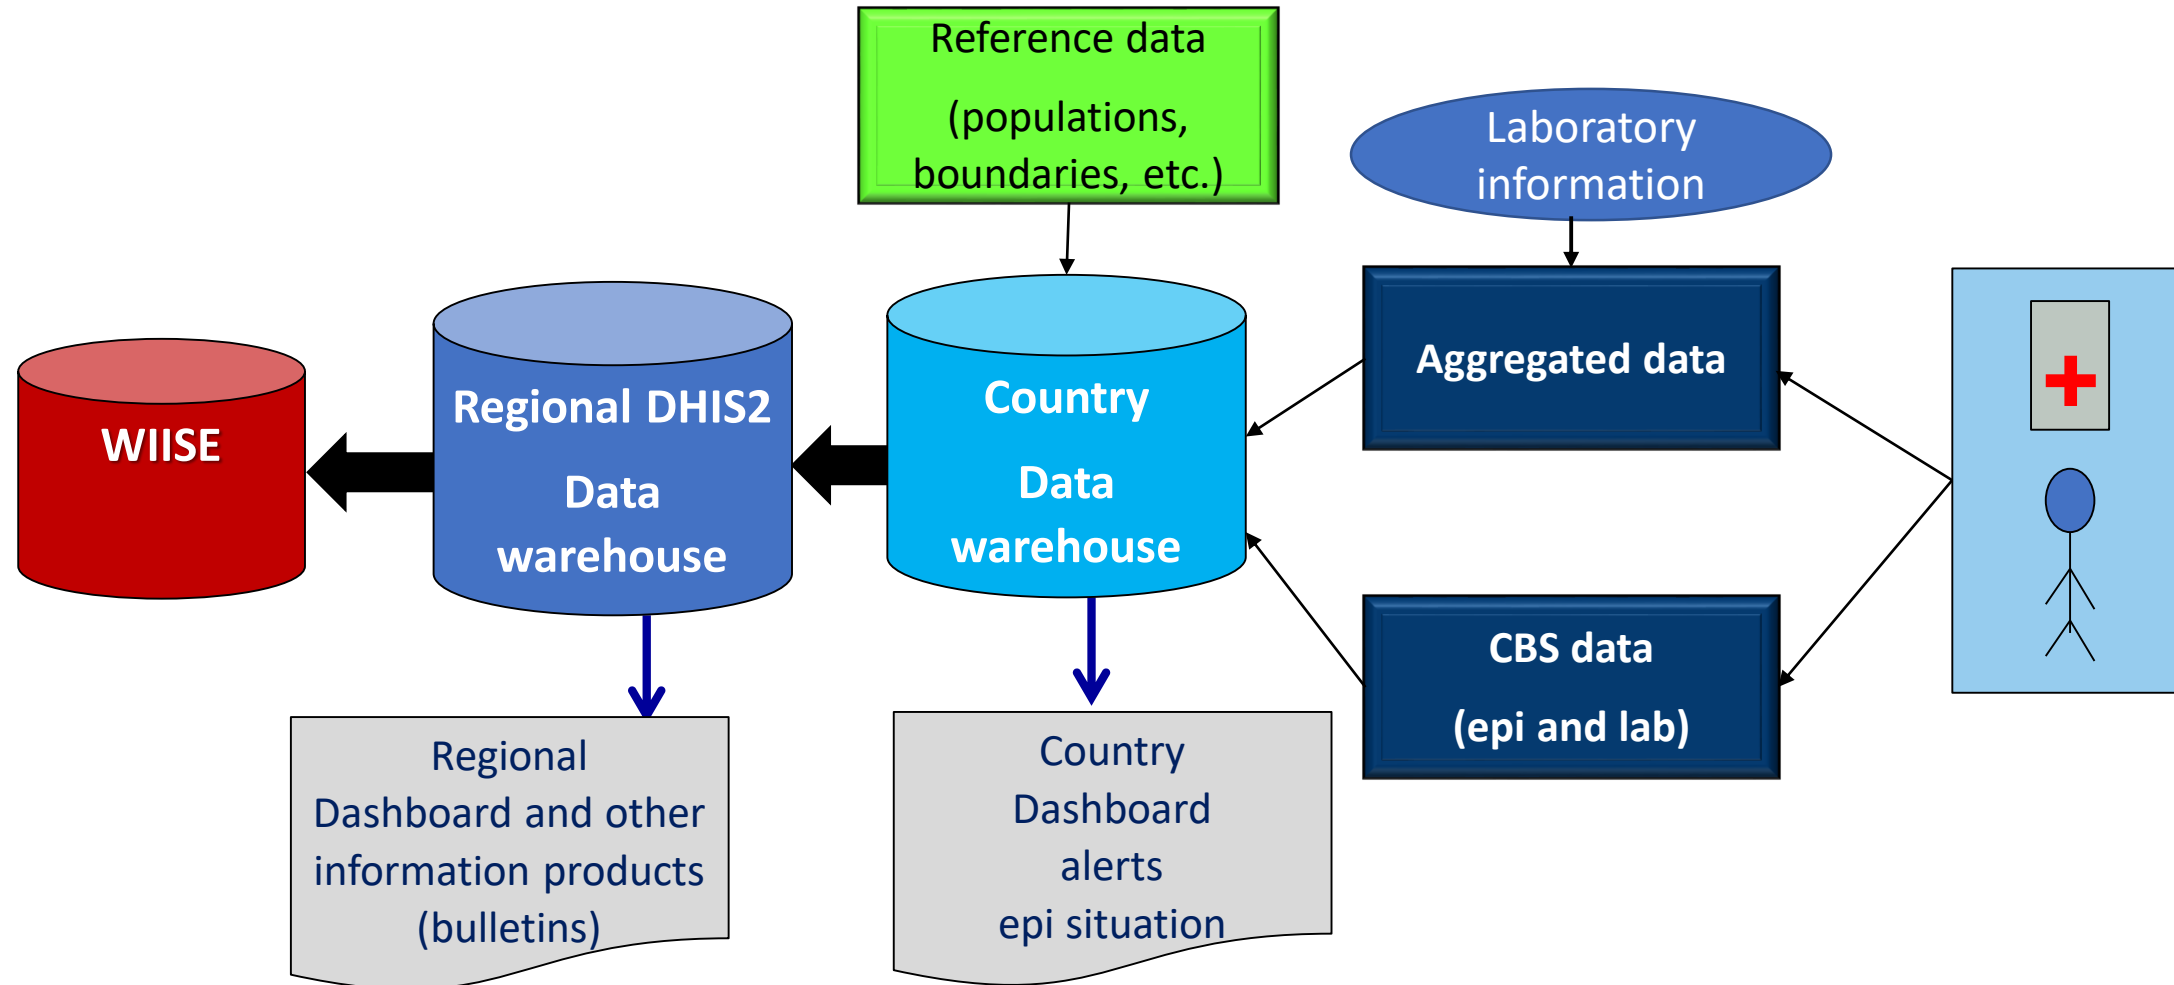 Reference data
(populations,
boundaries, etc.)
Laboratory
information
WIISE
Regional DHIS2
Data
warehouse
Country
Data
warehouse
Aggregated data
CBS data
(epi and lab)
Regional
Dashboard and other
information products
(bulletins)
Country
Dashboard
alerts
epi situation